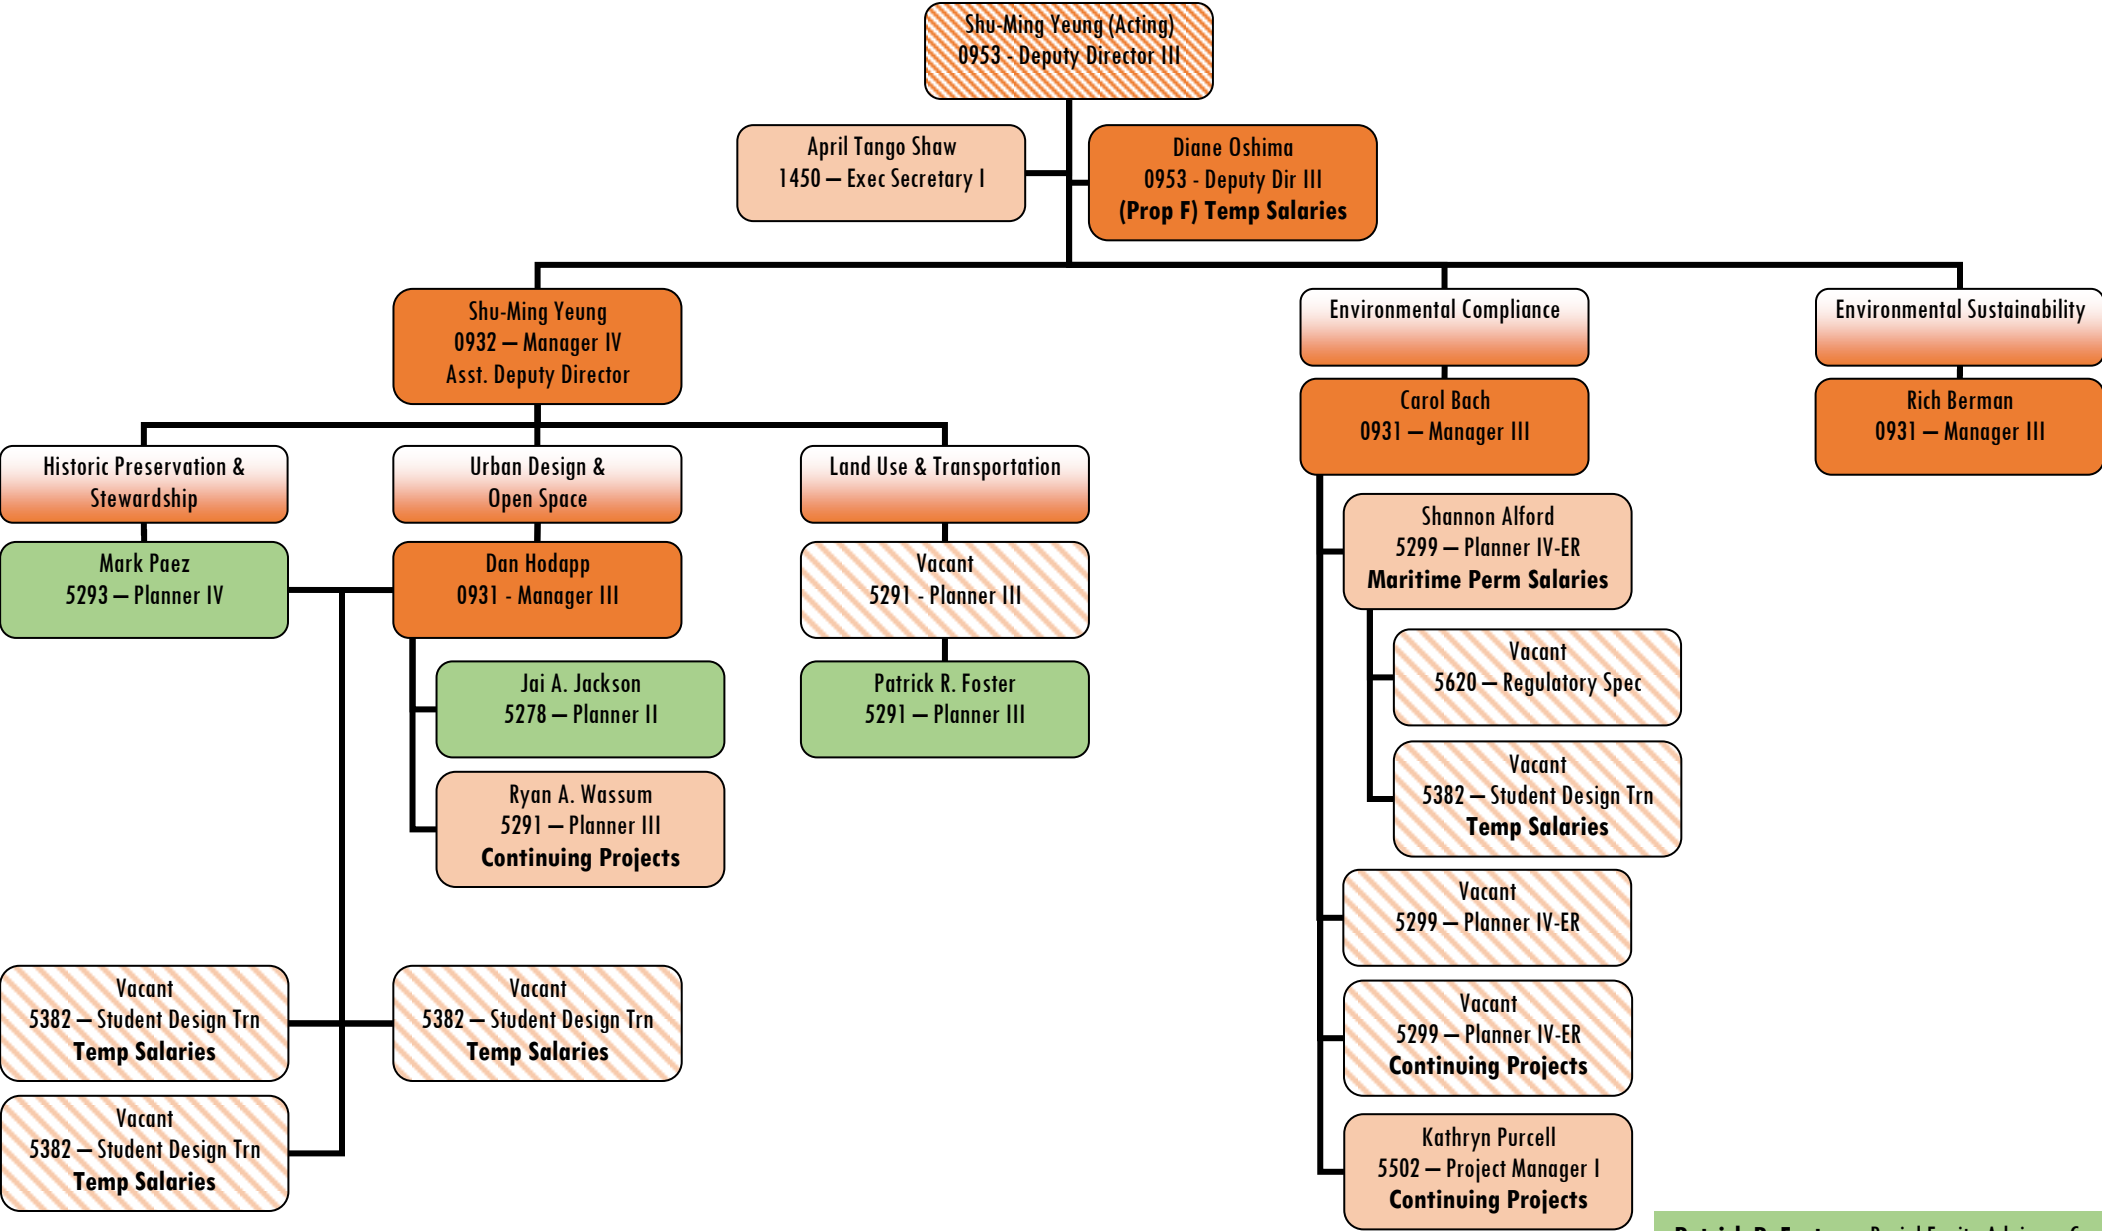 Shu-Ming Yeung (Acting)
0953 - Deputy Director III
April Tango Shaw
1450 – Exec Secretary I
Diane Oshima
0953 - Deputy Dir III
(Prop F) Temp Salaries
Shu-Ming Yeung
0932 – Manager IV
Asst. Deputy Director
Environmental Compliance
Environmental Sustainability
Carol Bach
0931 – Manager III
Rich Berman
0931 – Manager III
Historic Preservation &
Stewardship
Urban Design &
Open Space
Land Use & Transportation
Mark Paez
5293 – Planner IV
Dan Hodapp
0931 - Manager III
Vacant
5291 - Planner III
Jai A. Jackson
5278 – Planner II
Patrick R. Foster
5291 – Planner III
Ryan A. Wassum
5291 – Planner III
Continuing Projects
Shannon Alford
5299 – Planner IV-ER
Maritime Perm Salaries
Vacant
5620 – Regulatory Spec
Vacant
5382 – Student Design Trn
Temp Salaries
Vacant
5299 – Planner IV-ER
Vacant
5299 – Planner IV-ER
Continuing Projects
Kathryn Purcell
5502 – Project Manager I
Continuing Projects
Vacant
5382 – Student Design Trn
Temp Salaries
Vacant
5382 – Student Design Trn
Temp Salaries
Vacant
5382 – Student Design Trn
Temp Salaries